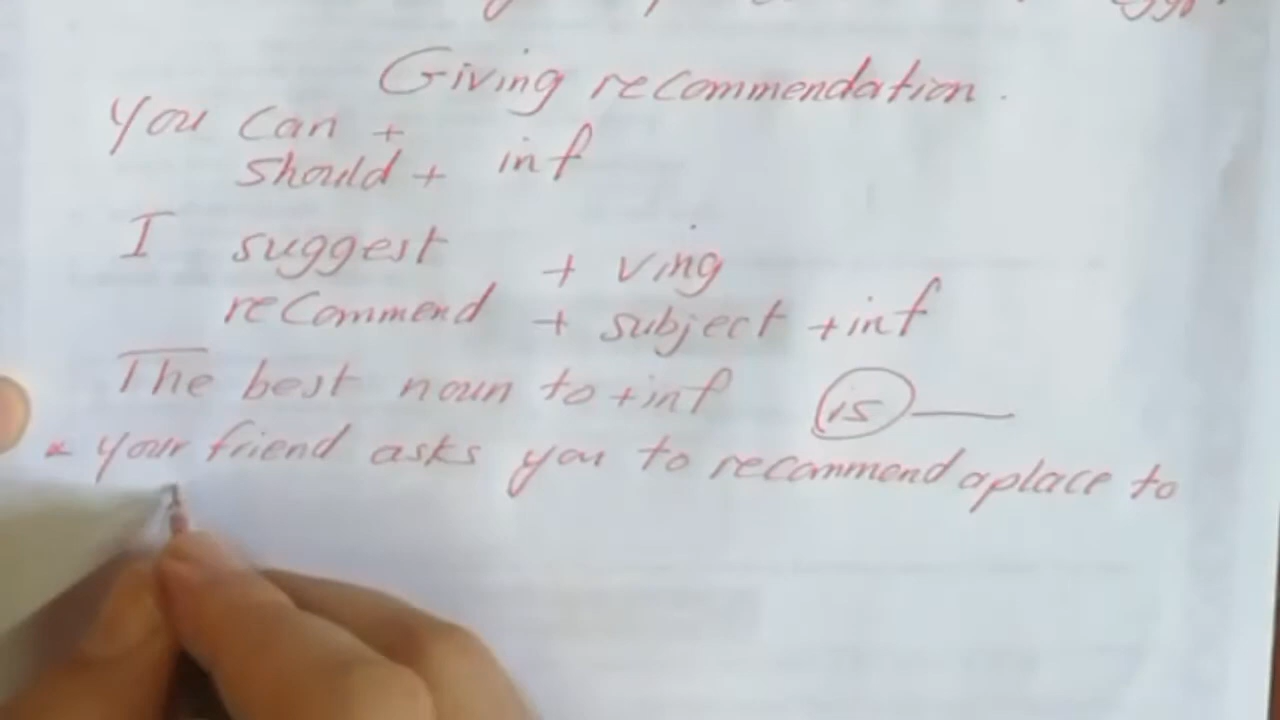 Giving recommendation.
You can +
should + inf
I suggest + ving
recommend + subject + inf
The best noun to + inf is
* your friend asks you to recommend a place to